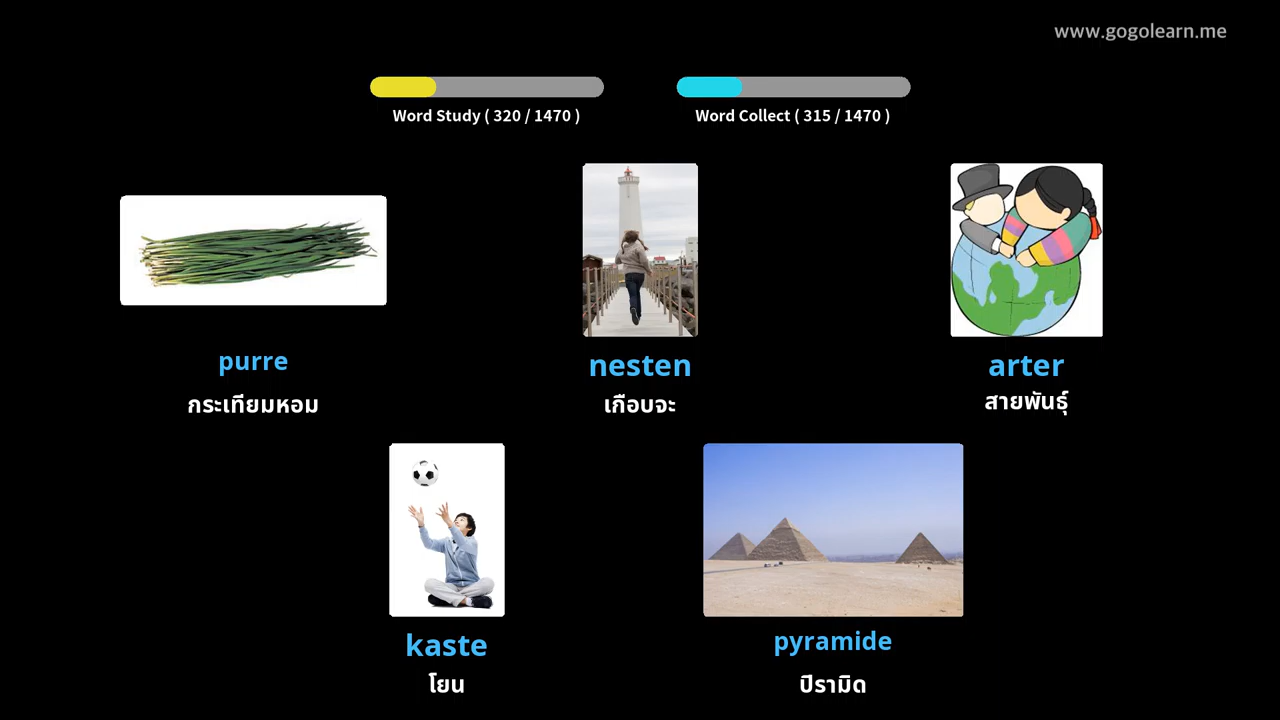 www.gogolearn.me
Word Study ( 320 / 1470 )
Word Collect ( 315 / 1470 )
purre
กระเทียมหอม
nesten
เกือบจะ
arter
สายพันธุ์
kaste
โยน
pyramide
ปิรามิด